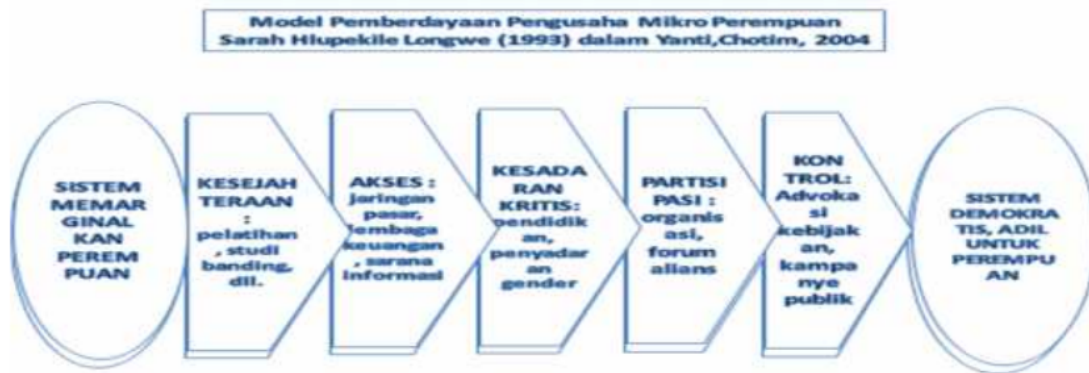 Model Pemberdayaan Pengusaha Mikro Perempuan
Sarah Hlupekile Longwe (1993) dalam Yanti,Chotim, 2004
SISTEM
MEMAR
GINAL
KAN
PEREM
PUAN
KESEJAH
TERAAN
:
pelatihan
, studi
banding,
dll.
AKSES :
jaringan
pasar,
lembaga
keuangan
, sarana
informasi
KESADA
RAN
KRITIS:
pendidik
an,
penyadar
an
gender
PARTISI
PASI :
organis
asi,
forum
alians
KON
TROL:
Advoka
si
kebijak
an,
kampa
nye
publik
SISTEM
DEMOKRA
TIS, ADIL
UNTUK
PEREMPU
AN